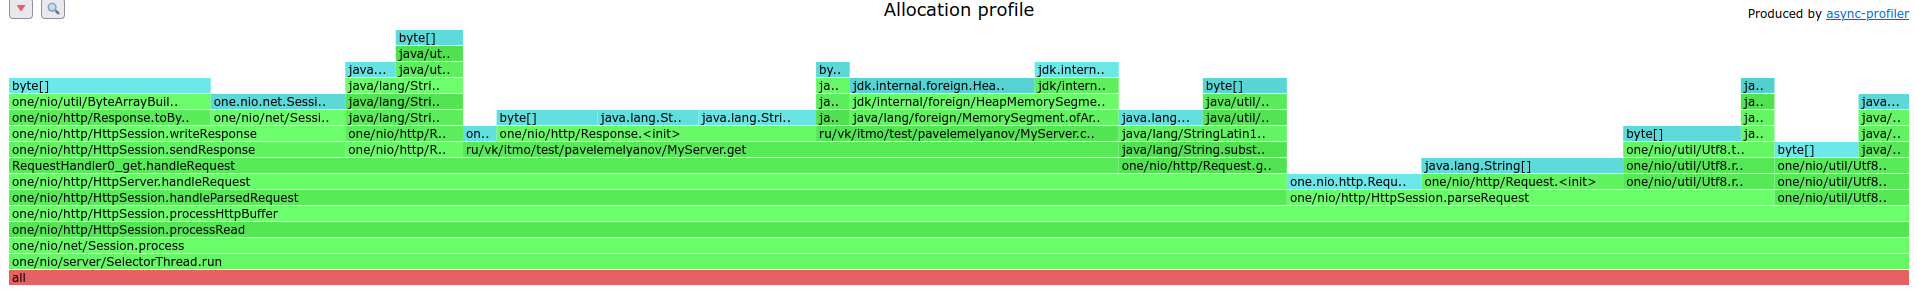 Allocation profile
Produced by async-profiler
byte[]
java/ut..
java... java/ut.. by.. jdk.intern..
byte[] java/lang/Stri.. ja.. jdk.internal.foreign.Hea.. jdk/intern.. byte[] ja..
one/nio/util/ByteArrayBuil.. one.nio.net.Sessi.. java/lang/Stri.. ja.. jdk/internal/foreign/HeapMemorySegme.. java/util/.. ja.. java...
one/nio/http/Response.toBy.. one/nio/net/Sessi.. java/lang/Stri.. byte[] java.lang.St.. java.lang.Stri.. ja.. java/lang/foreign/MemorySegment.ofAr.. java.lang... java/util/.. ja.. java/..
one/nio/http/HttpSession.writeResponse one/nio/http/R.. on.. one/nio/http/Response.<init> ru/vk/itmo/test/pavelemelyanov/MyServer.c.. java/lang/StringLatin1.. byte[] ja.. java/..
one/nio/http/HttpSession.sendResponse one/nio/http/R.. ru/vk/itmo/test/pavelemelyanov/MyServer.get java/lang/String.subst.. one/nio/util/Utf8.t.. byte[] java/..
RequestHandler0_get.handleRequest one/nio/http/Request.g.. java.lang.String[] one/nio/util/Utf8.r.. one/nio/util/Utf8..
one/nio/http/HttpServer.handleRequest one.nio.http.Requ.. one/nio/http/Request.<init> one/nio/util/Utf8.r.. one/nio/util/Utf8..
one/nio/http/HttpSession.handleParsedRequest one/nio/http/HttpSession.parseRequest one/nio/util/Utf8..
one/nio/http/HttpSession.processHttpBuffer
one/nio/http/HttpSession.processRead
one/nio/net/Session.process
one/nio/server/SelectorThread.run
all